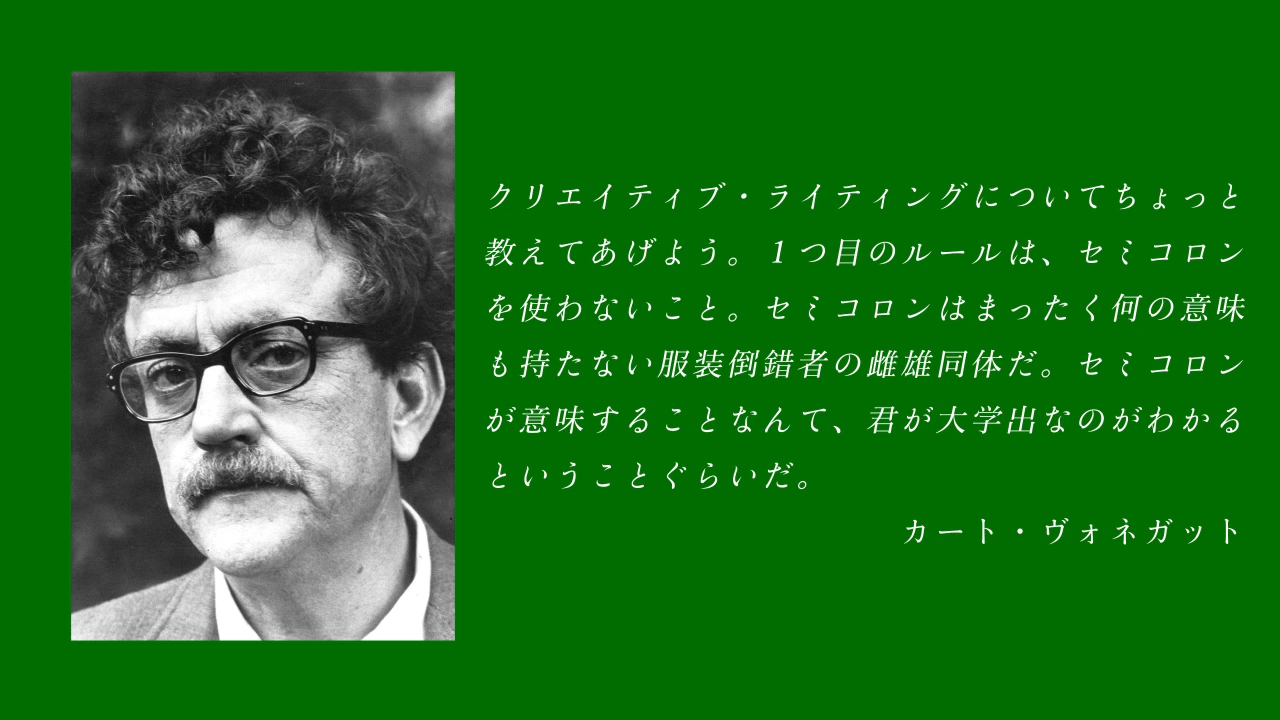 クリエイティブ・ライティングについてちょっと
教えてあげよう。１つ目のルールは、セミコロン
を使わないこと。セミコロンはまったく何の意味
も持たない服装倒錯者の雌雄同体だ。セミコロン
が意味することなんて、君が大学出なのがわかる
ということぐらいだ。
カート・ヴォネガット